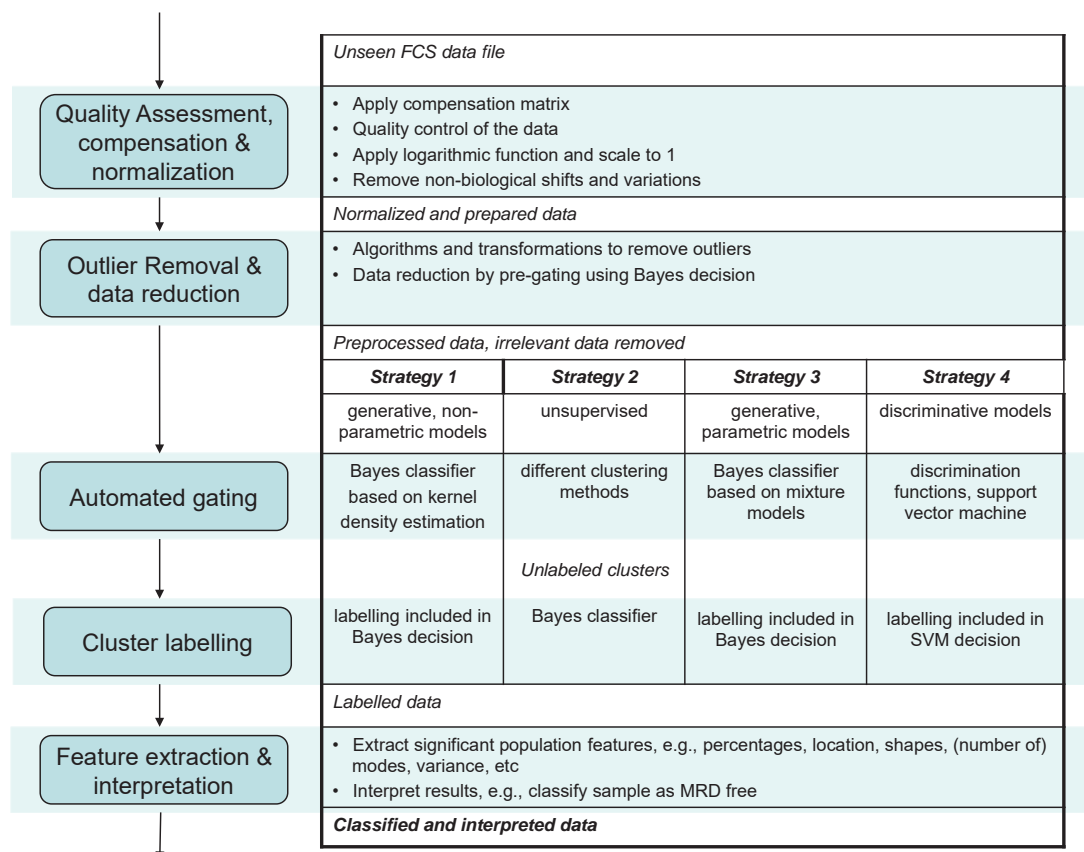 Unseen FCS data file
Quality Assessment,
compensation &
normalization
• Apply compensation matrix
• Quality control of the data
• Apply logarithmic function and scale to 1
• Remove non-biological shifts and variations
Normalized and prepared data
Outlier Removal &
data reduction
• Algorithms and transformations to remove outliers
• Data reduction by pre-gating using Bayes decision
Preprocessed data, irrelevant data removed
Strategy 1
Strategy 2
Strategy 3
Strategy 4
generative, non-
parametric models
unsupervised
generative,
parametric models
discriminative models
Automated gating
Bayes classifier
based on kernel
density estimation
different clustering
methods
Bayes classifier
based on mixture
models
discrimination
functions, support
vector machine
Unlabeled clusters
Cluster labelling
labelling included in
Bayes decision
Bayes classifier
labelling included in
Bayes decision
labelling included in
SVM decision
Labelled data
Feature extraction &
interpretation
• Extract significant population features, e.g., percentages, location, shapes, (number of)
modes, variance, etc
• Interpret results, e.g., classify sample as MRD free
Classified and interpreted data